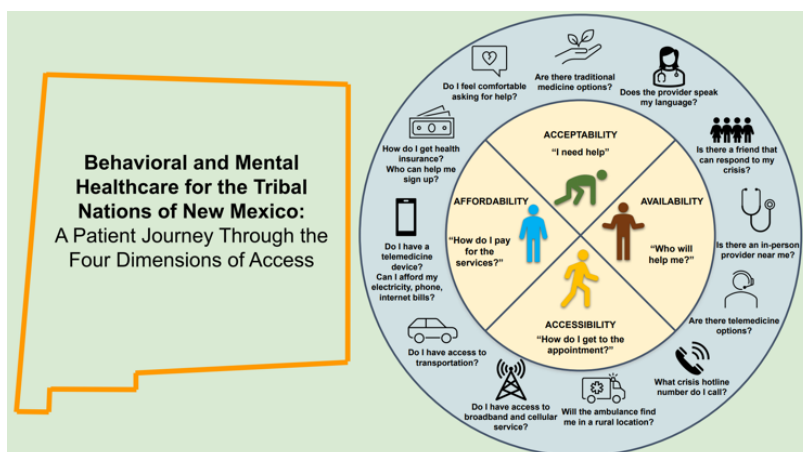 Behavioral and Mental
Healthcare for the Tribal
Nations of New Mexico:
A Patient Journey Through the
Four Dimensions of Access
Do I feel comfortable
asking for help?
Are there traditional
medicine options?
Does the provider speak
my language?
Is there a friend that
can respond to my
crisis?
Is there an in-person
provider near me?
Are there telemedicine
options?
What crisis hotline
number do I call?
Will the ambulance find
me in a rural location?
Do I have access to
broadband and cellular
service?
Do I have access to
transportation?
Do I have a
telemedicine
device?
Can I afford my
electricity, phone,
internet bills?
How do I get health
insurance?
Who can help me
sign up?
ACCEPTABILITY
"I need help"
AVAILABILITY
"Who will
help me?"
ACCESSIBILITY
"How do I get to the
appointment?"
AFFORDABILITY
"How do I pay
for the
services?"